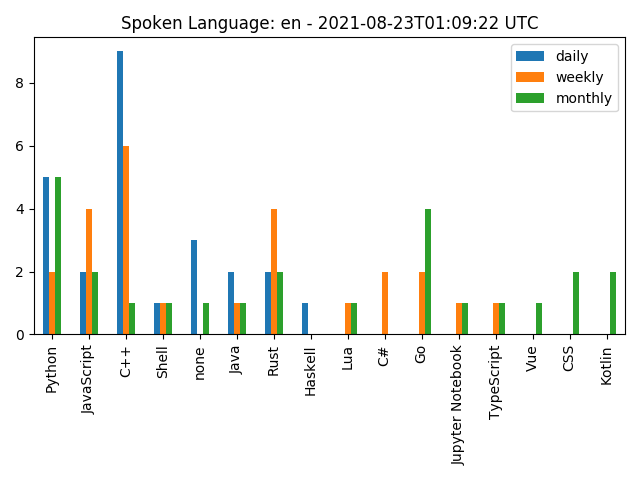 Spoken Language: en - 2021-08-23T01:09:22 UTC
daily
weekly
monthly
8
6
4
2
0
Python
JavaScript
C++
Shell
none
Java
Rust
Haskell
Lua
C#
Go
Jupyter Notebook
TypeScript
Vue
CSS
Kotlin